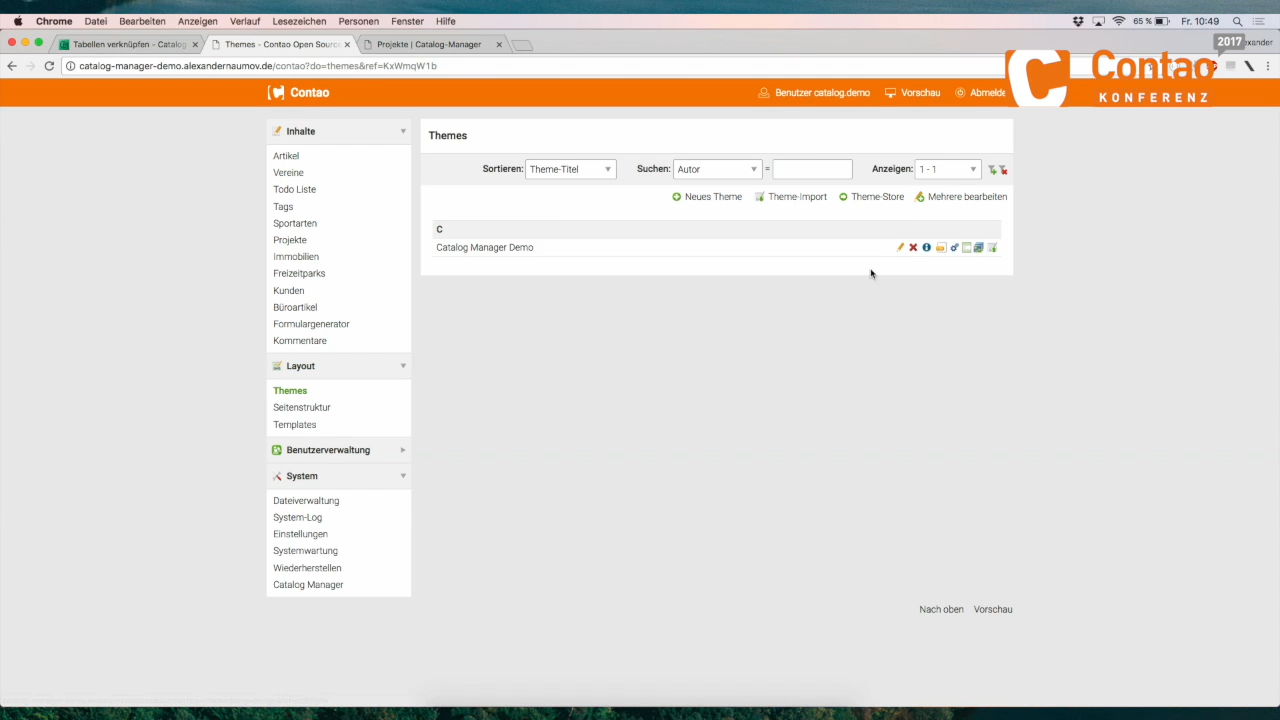 Chrome Datei Bearbeiten Anzeigen Verlauf Lesezeichen Personen Fenster Hilfe 65 % Fr. 10:49
Tabellen verknüpfen - Catalog Themes - Contao Open Sourc Projekte | Catalog-Manager 2017 exander
catalog-manager-demo.alexandernaumov.de/contao?do=themes&ref=KxWmqW1b
Contao
KONFERENZ
Contao Benutzer catalog.demo Vorschau Abmelde
Inhalte
Artikel
Vereine
Todo Liste
Tags
Sportarten
Projekte
Immobilien
Freizeitparks
Kunden
Büroartikel
Formulargenerator
Kommentare
Layout
Themes
Seitenstruktur
Templates
Benutzerverwaltung
System
Dateiverwaltung
System-Log
Einstellungen
Systemwartung
Wiederherstellen
Catalog Manager
Themes
Sortieren: Theme-Titel Suchen: Autor = Anzeigen: 1 - 1
Neues Theme Theme-Import Theme-Store Mehrere bearbeiten
C
Catalog Manager Demo
Nach oben Vorschau